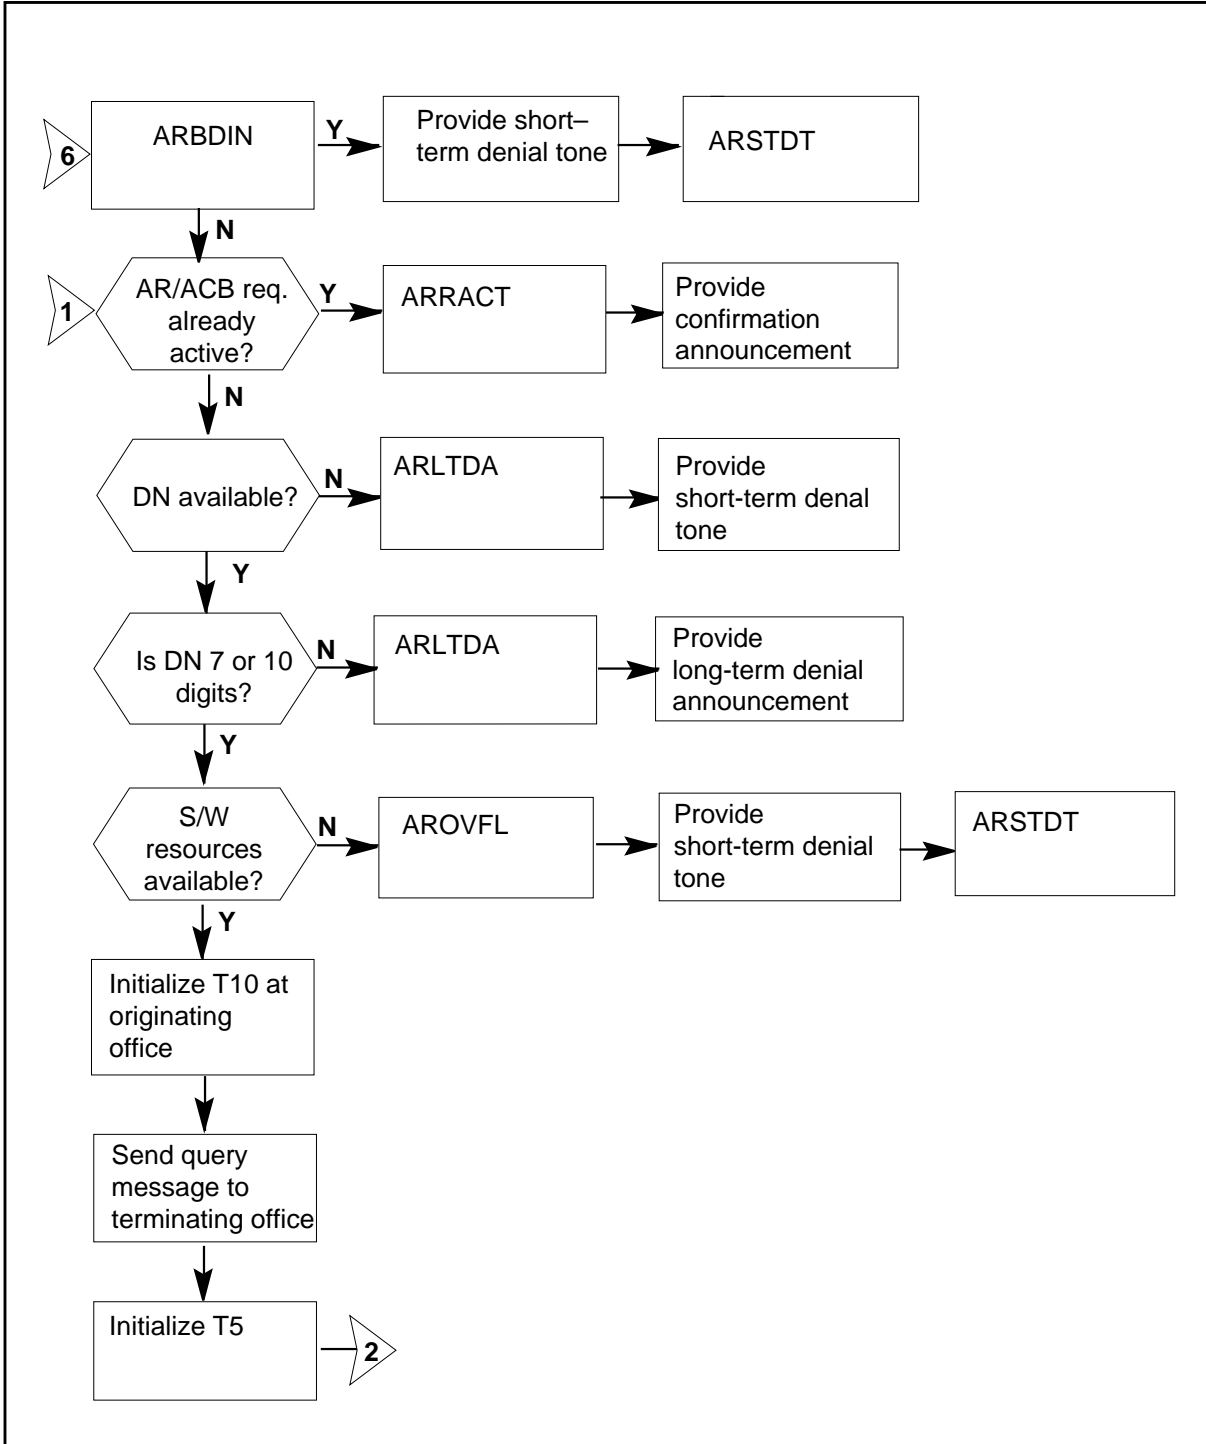 6
ARBDIN
Y
Provide short–
term denial tone
ARSTDT
N
1
AR/ACB req.
already
active?
Y
ARRACT
Provide
confirmation
announcement
N
DN available?
N
ARLTDA
Provide
short-term denal
tone
Y
Is DN 7 or 10
digits?
N
ARLTDA
Provide
long-term denial
announcement
Y
S/W
resources
available?
N
AROVFL
Provide
short-term denial
tone
ARSTDT
Y
Initialize T10 at
originating
office
Send query
message to
terminating office
Initialize T5
2